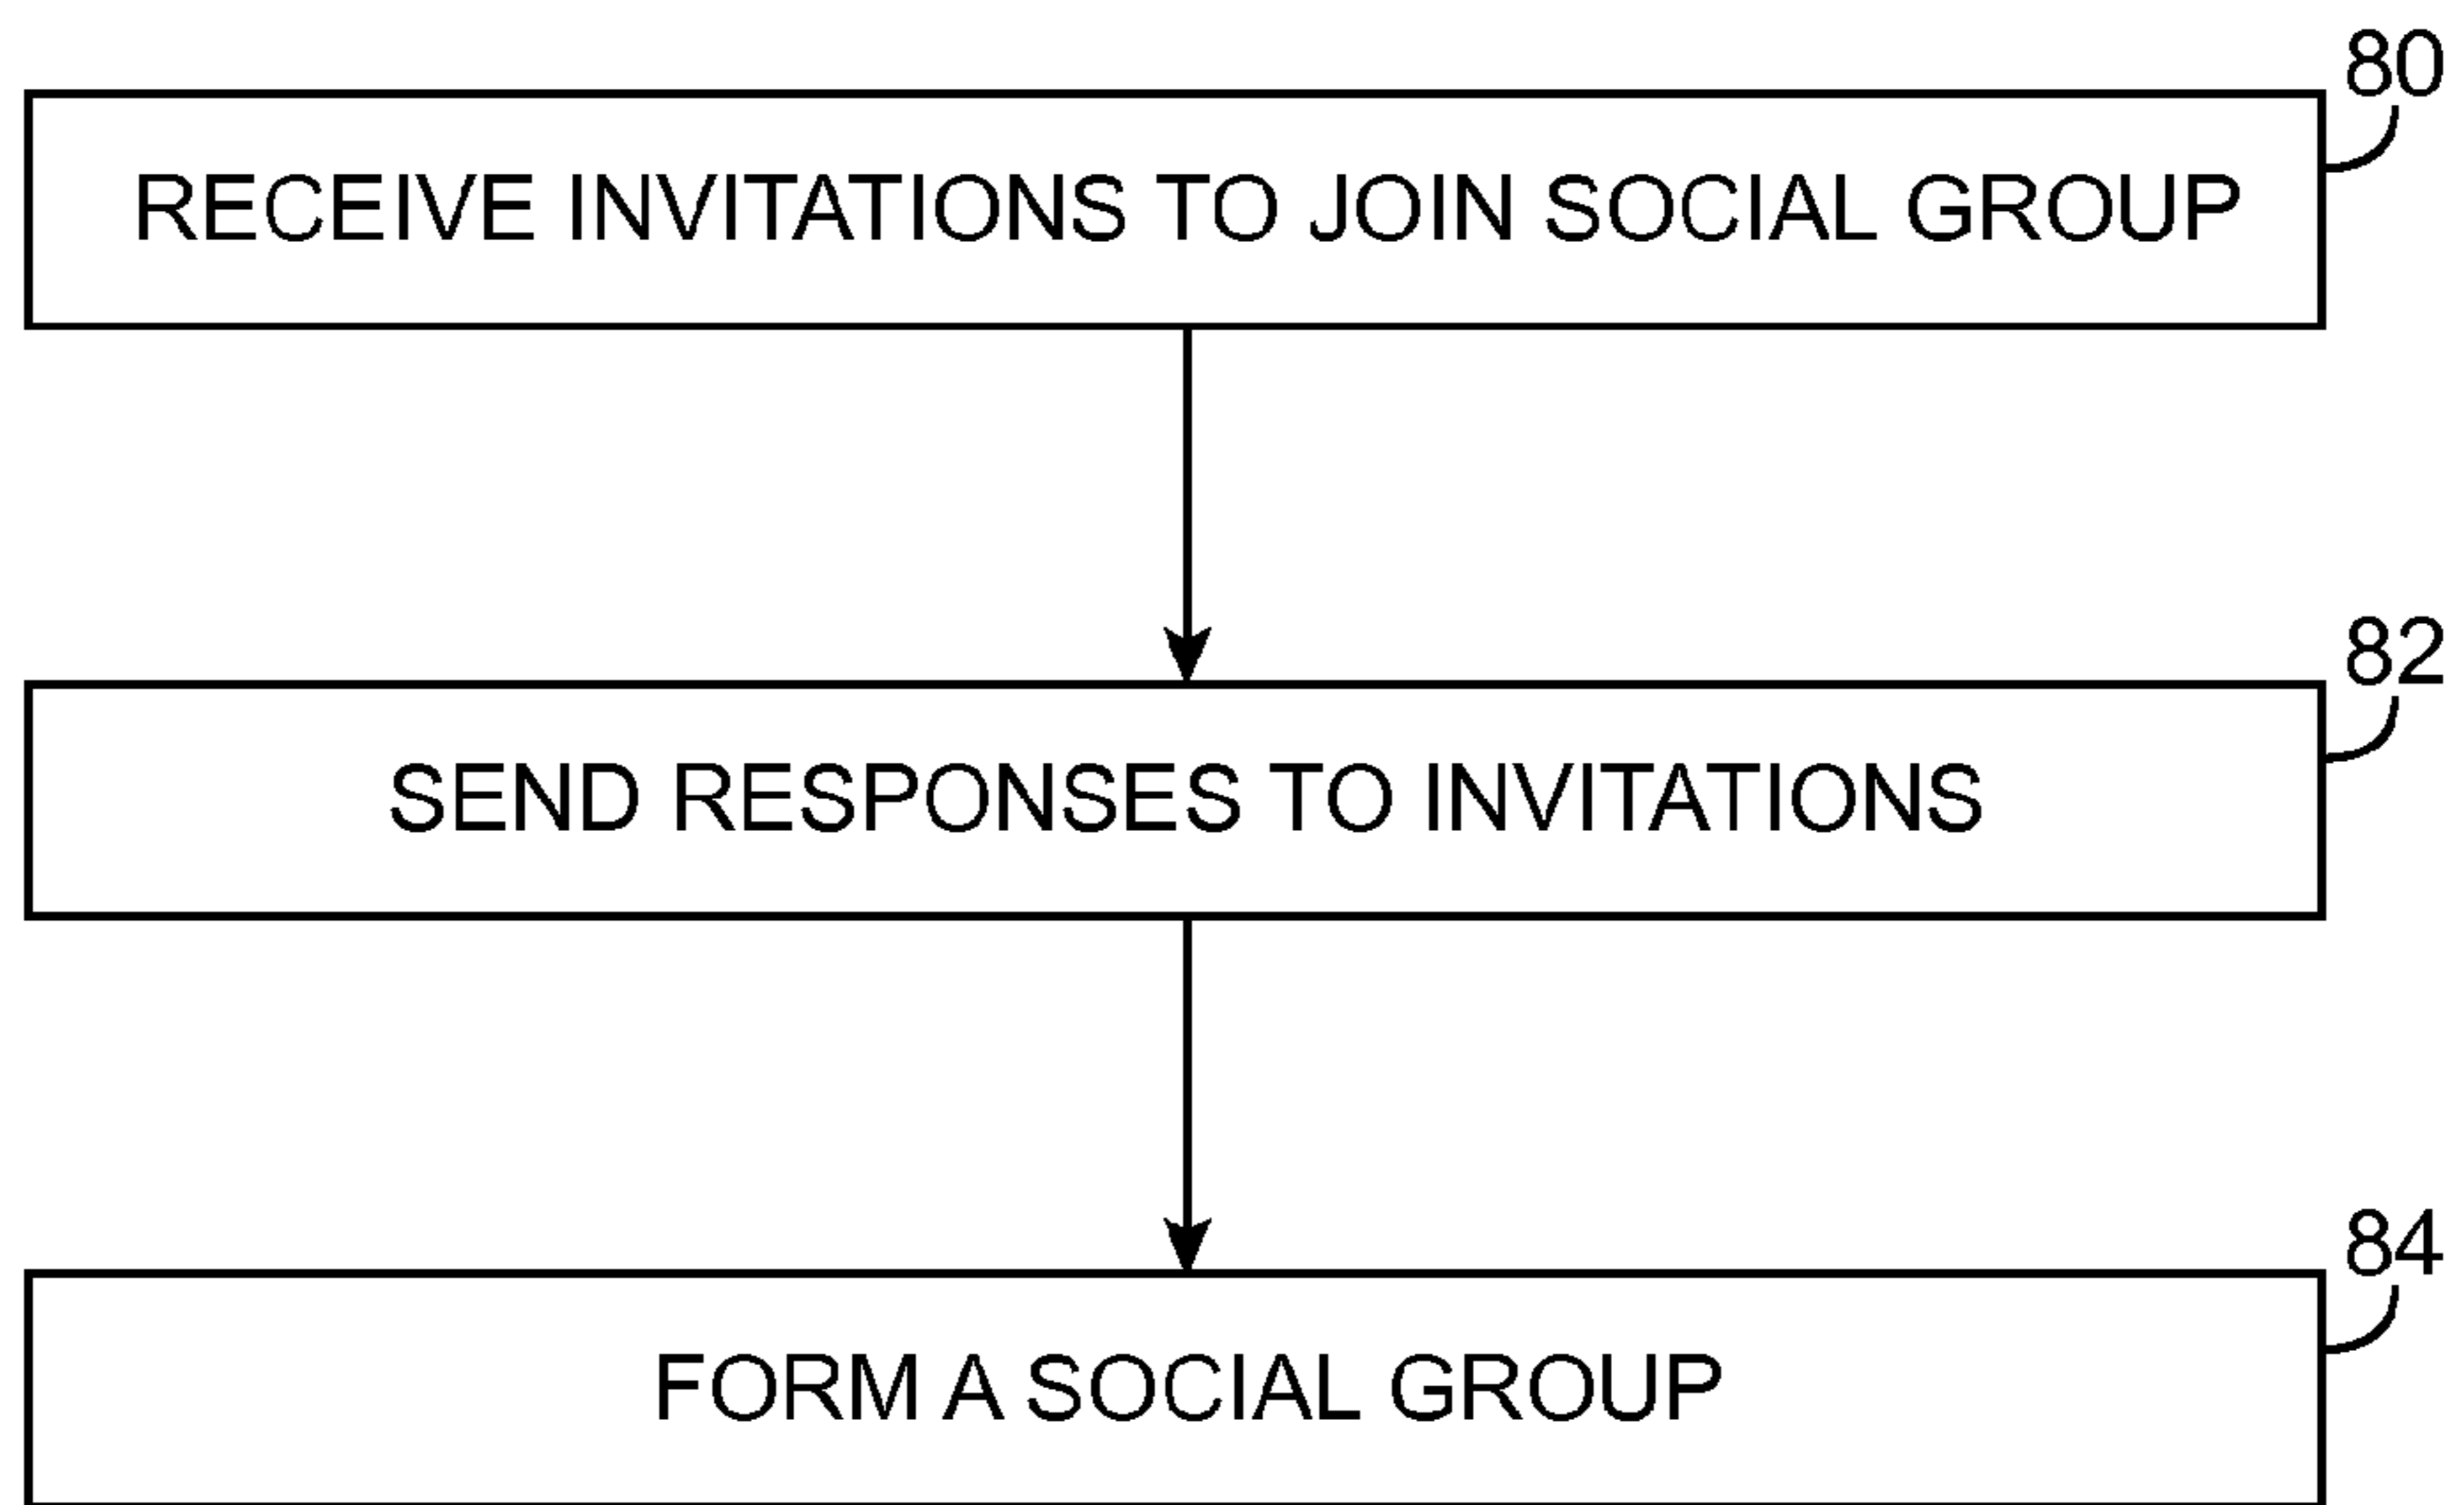 80
RECEIVE INVITATIONS TO JOIN SOCIAL GROUP
82
SEND RESPONSES TO INVITATIONS
84
FORM A SOCIAL GROUP